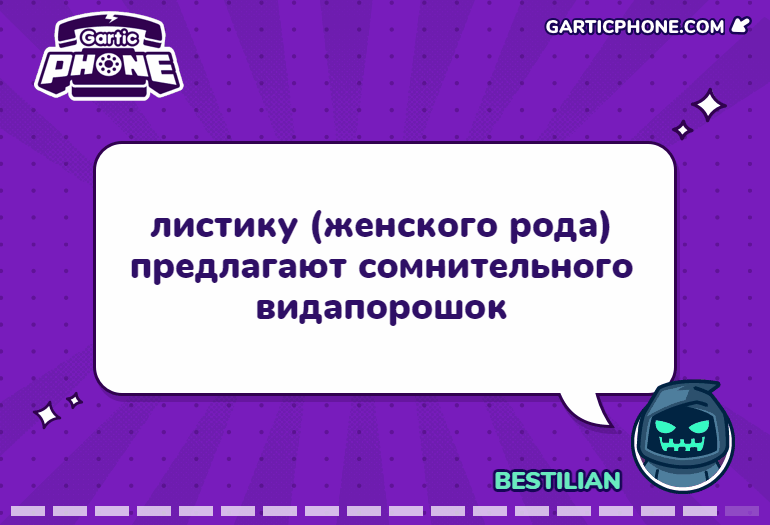 Gartic
PHONE
GARTICPHONE.COM
листику (женского рода)
предлагают сомнительного
видапорошок
BESTILIAN